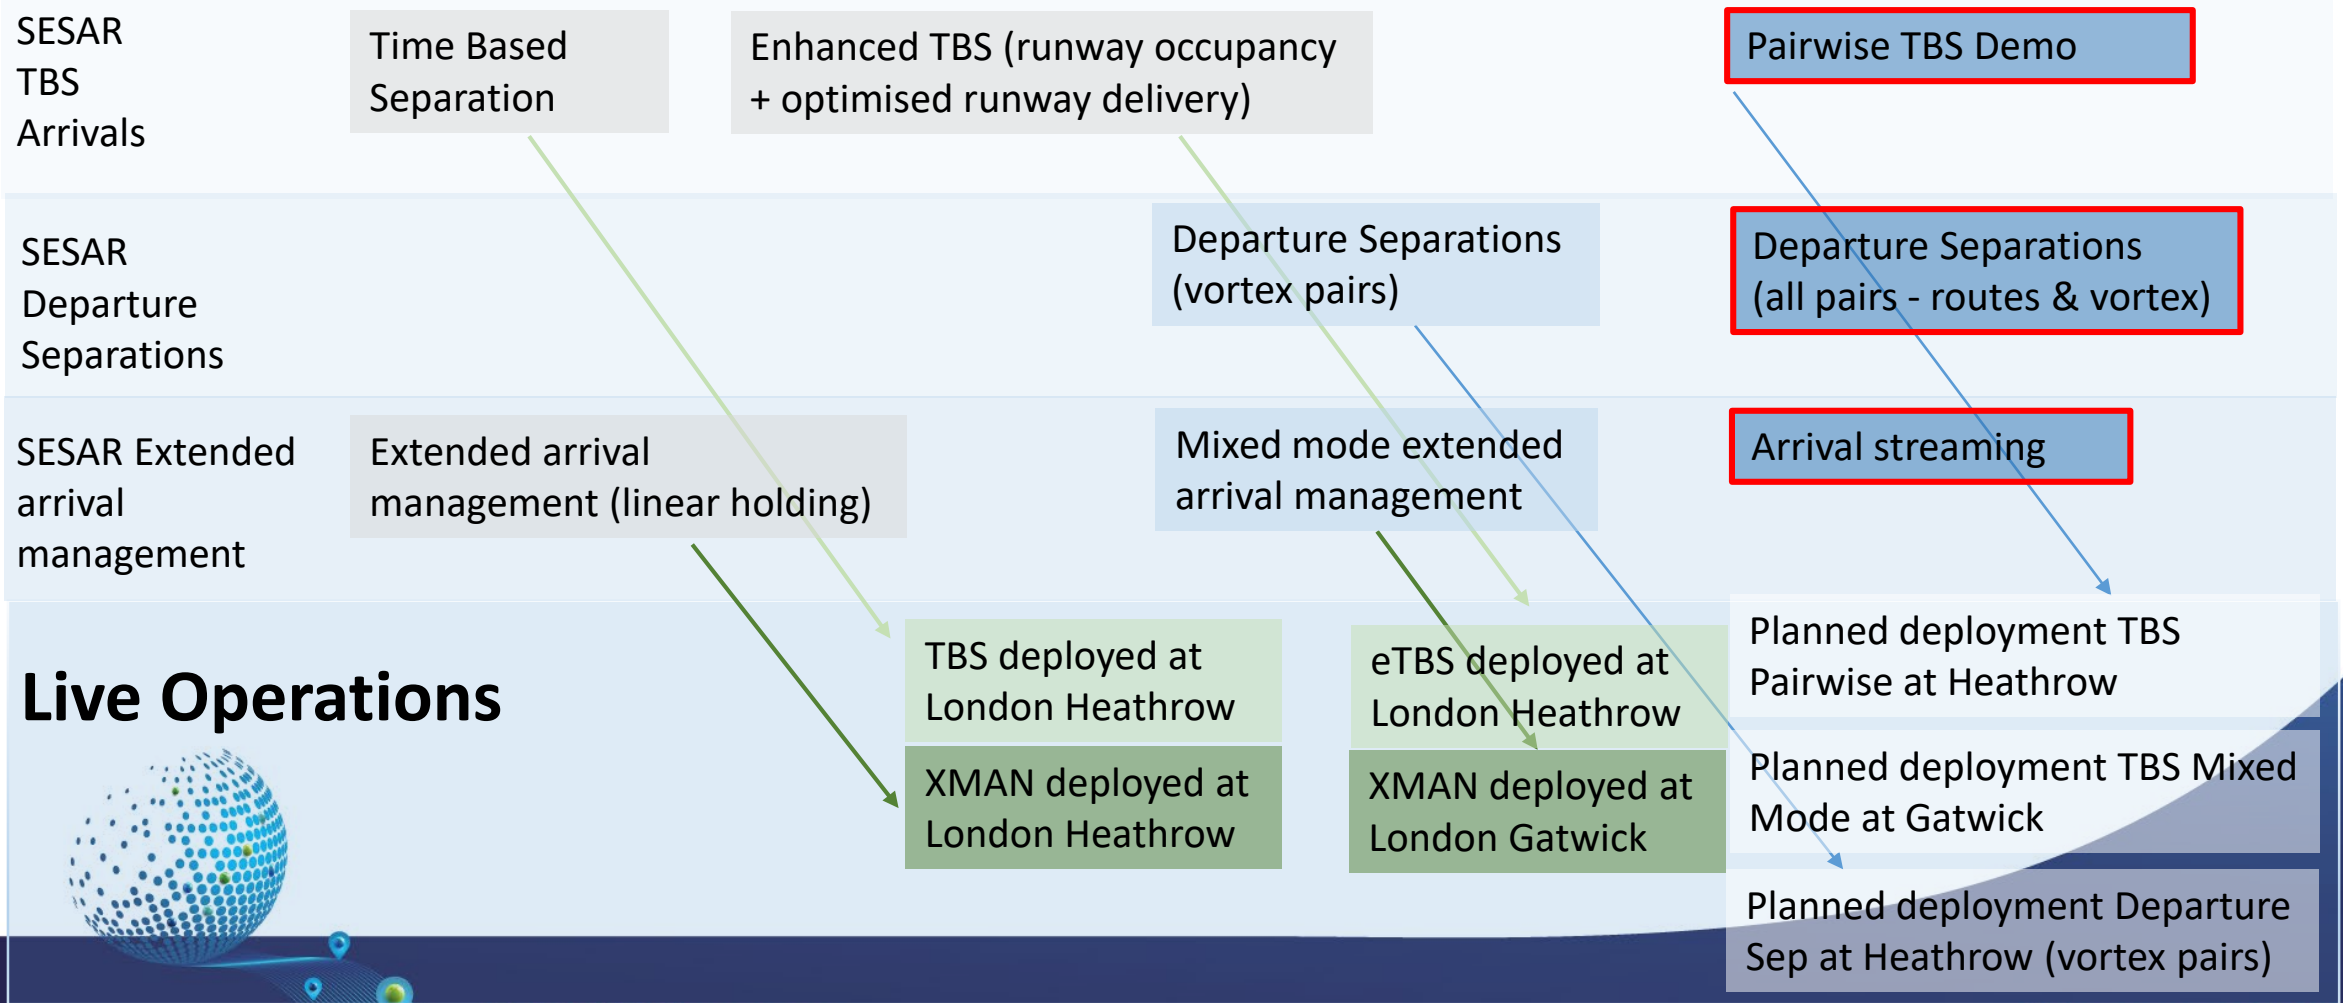 SESAR
TBS
Arrivals
Time Based
Separation
Enhanced TBS (runway occupancy
+ optimised runway delivery)
Pairwise TBS Demo
SESAR
Departure
Separations
Departure Separations
(vortex pairs)
Departure Separations
(all pairs - routes & vortex)
SESAR Extended
arrival
management
Extended arrival
management (linear holding)
Mixed mode extended
arrival management
Arrival streaming
Live Operations
TBS deployed at
London Heathrow
XMAN deployed at
London Heathrow
eTBS deployed at
London Heathrow
XMAN deployed at
London Gatwick
Planned deployment TBS
Pairwise at Heathrow
Planned deployment TBS Mixed
Mode at Gatwick
Planned deployment Departure
Sep at Heathrow (vortex pairs)